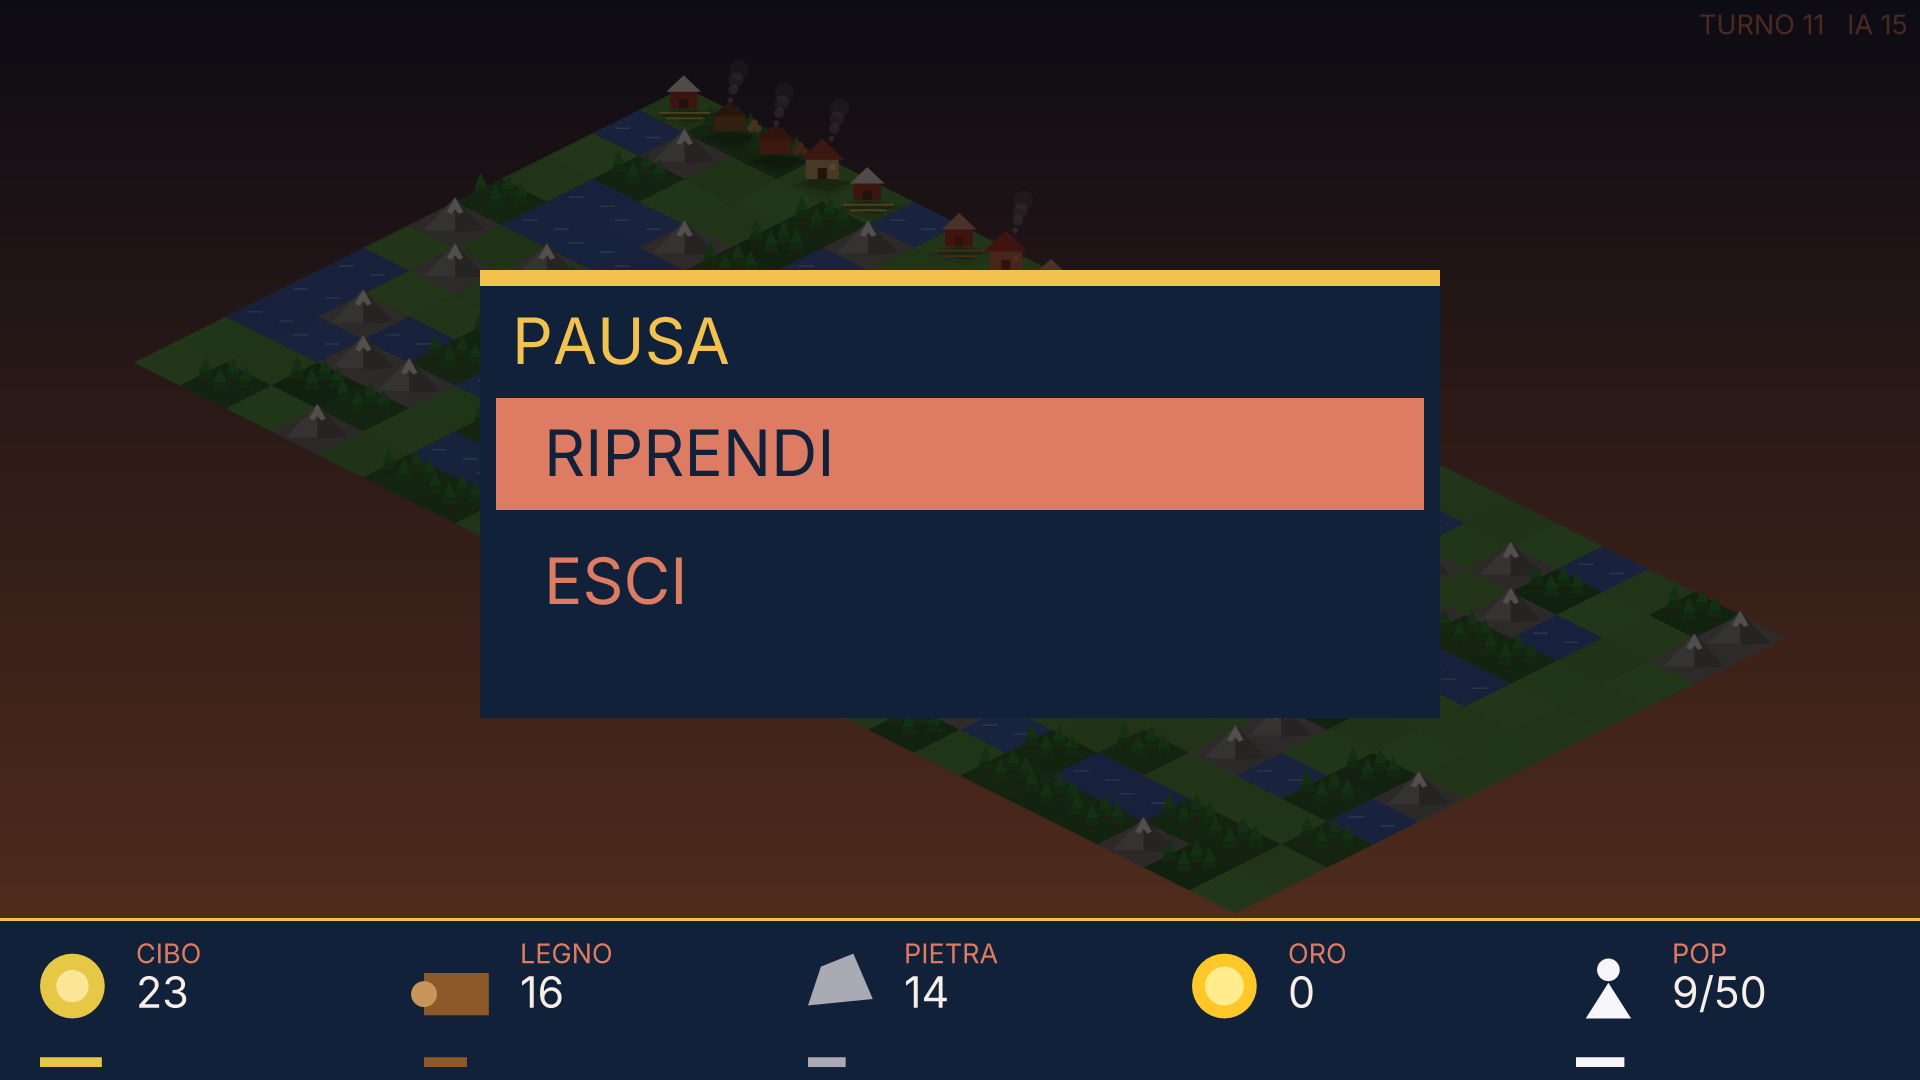 TURNO 11 IA 15
PAUSA
RIPRENDI
ESCI
CIBO
23
LEGNO
16
PIETRA
14
ORO
0
POP
9/50